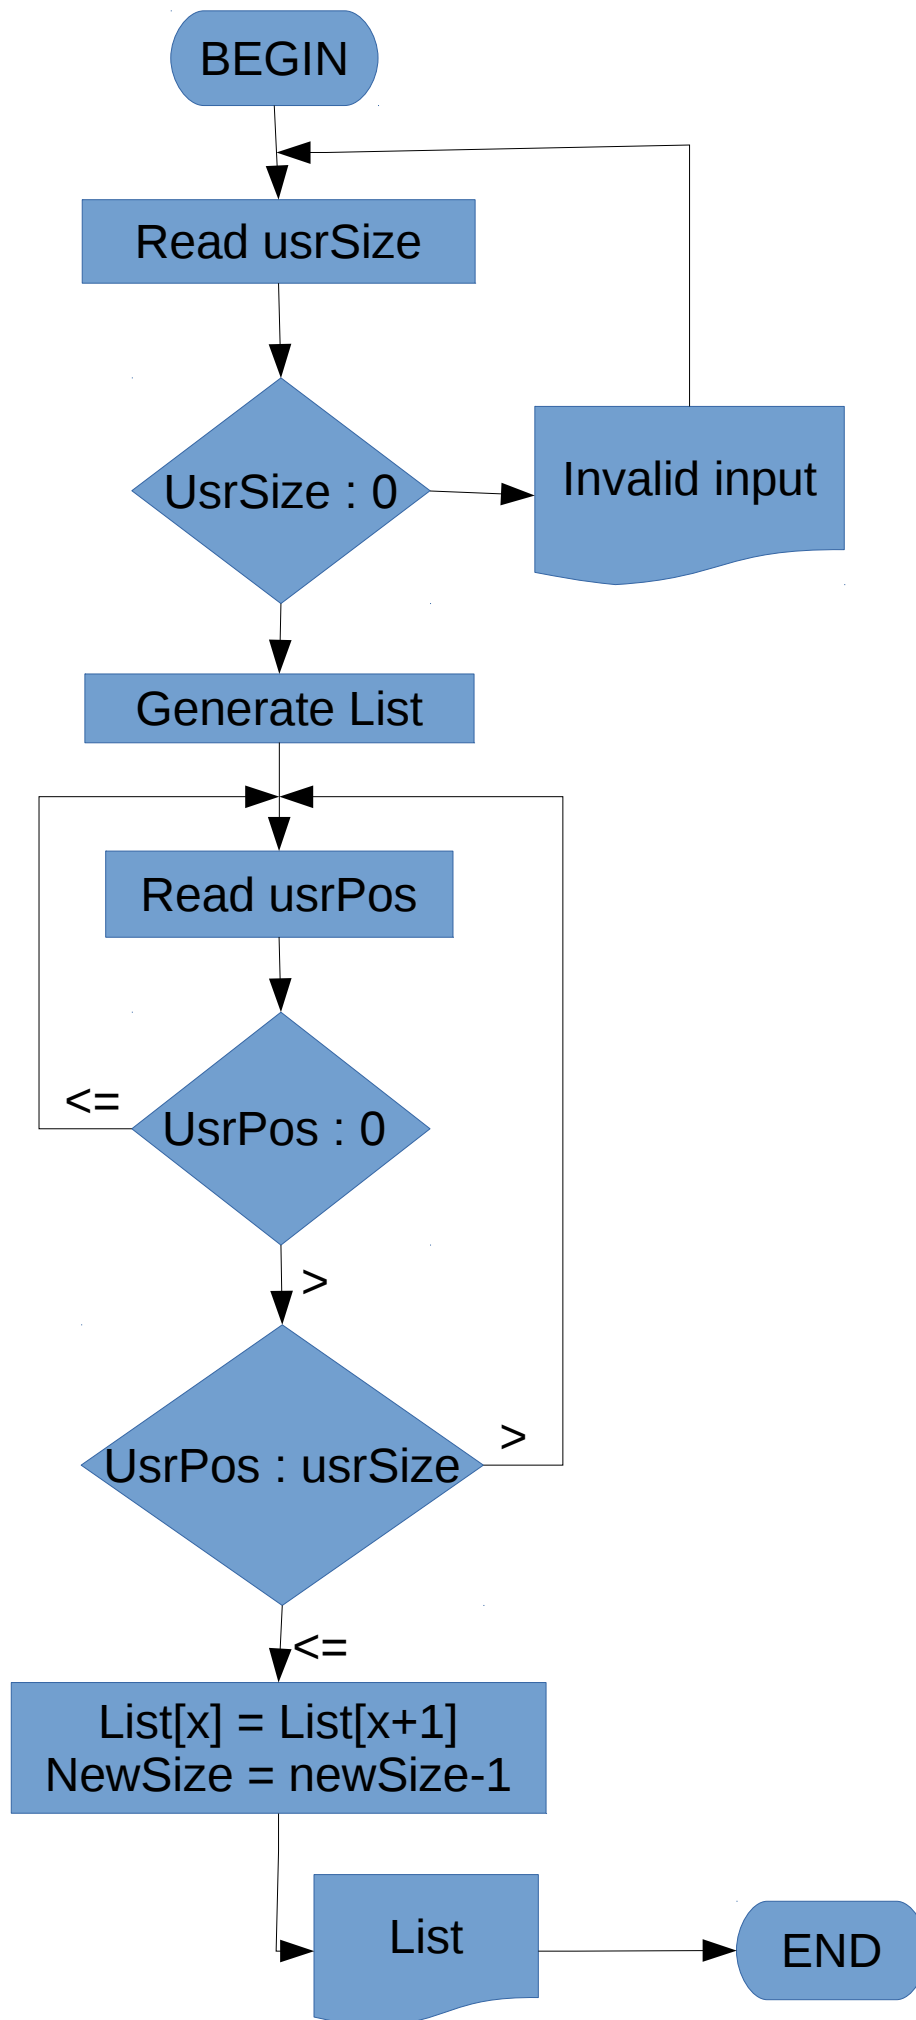 BEGIN
Read usrSize
UsrSize : 0
Invalid input
Generate List
Read usrPos
<=
UsrPos : 0
>
>
UsrPos : usrSize
<=
List[x] = List[x+1]
NewSize = newSize-1
List
END